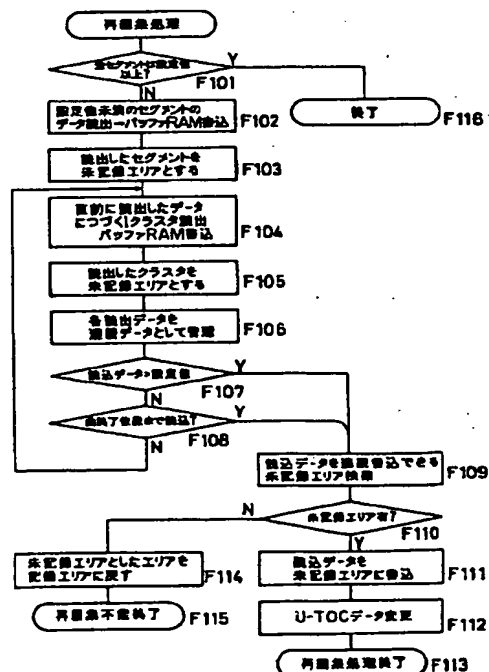 再編集処理
全セグメントは設定値
以上?
Y
F101
N
設定値未満のセグメントの
データ読出→バッファRAM書込
F102
終了
F116
読出したセグメントを
未記録エリアとする
F103
直前に読出したデータ
につづく1クラスタ読出
バッファRAM書込
F104
読出したクラスタを
未記録エリアとする
F105
各読出データを
連続データとして管理
F106
読込データ>設定値
Y
F107
N
曲終了位置まで読込?
Y
F108
N
読込データを連続書込できる
未記録エリア検索
F109
N
未記録エリア有?
F110
Y
未記録エリアとしたエリアを
記録エリアに戻す
F114
読込データを
未記録エリアに書込
F111
再編集不能終了
F115
U-TOCデータ変更
F112
再編集処理終了
F113